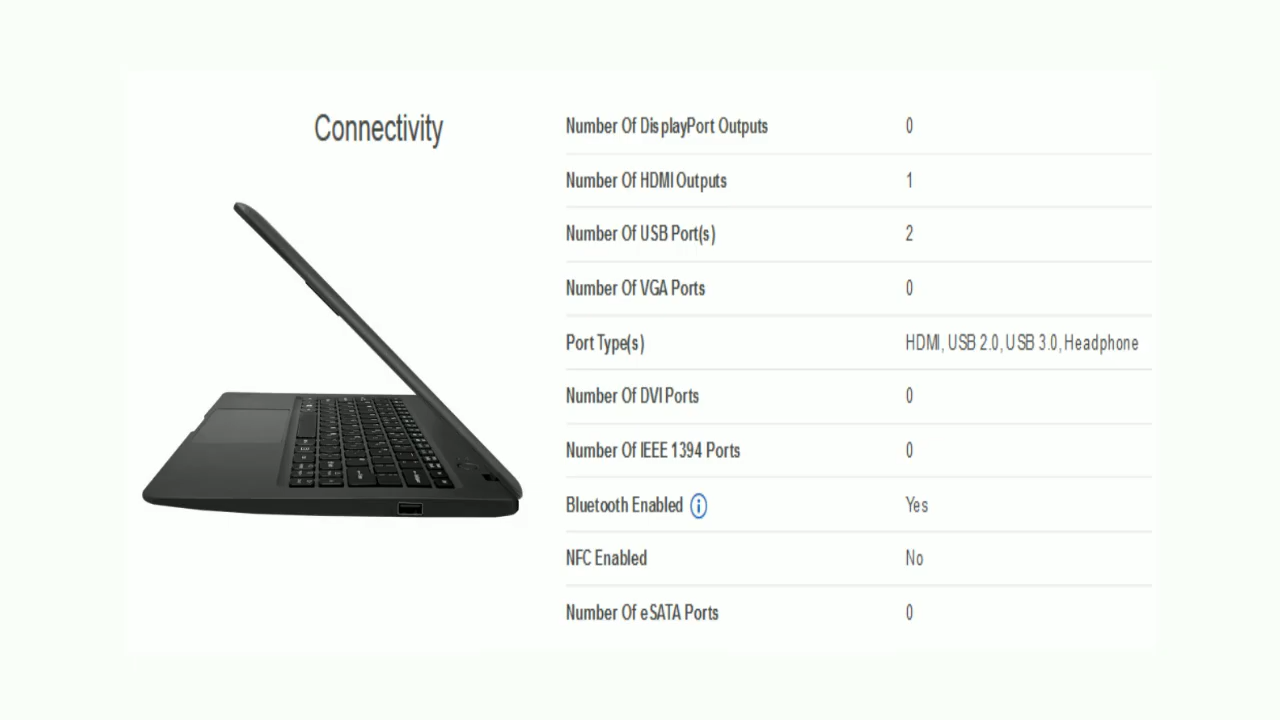 Connectivity
Number Of DisplayPort Outputs 0
Number Of HDMI Outputs 1
Number Of USB Port(s) 2
Number Of VGA Ports 0
Port Type(s) HDMI, USB 2.0, USB 3.0, Headphone
Number Of DVI Ports 0
Number Of IEEE 1394 Ports 0
Bluetooth Enabled i Yes
NFC Enabled No
Number Of eSATA Ports 0